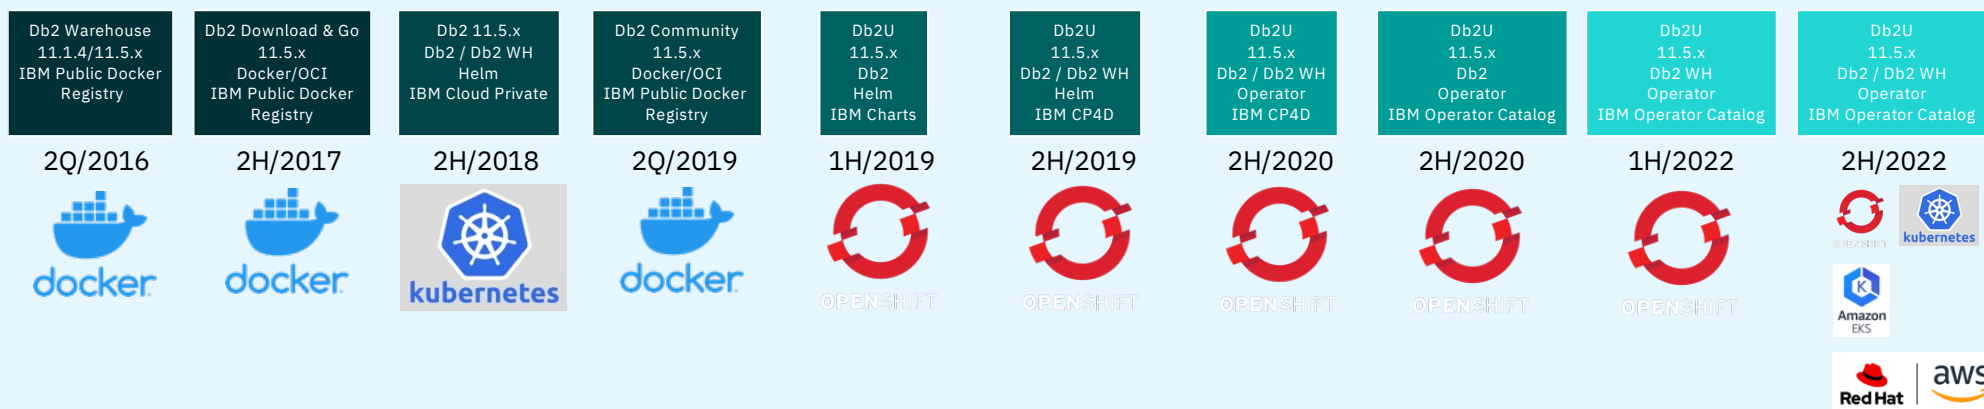 Db2 Warehouse
11.1.4/11.5.x
IBM Public Docker
Registry
2Q/2016
docker
Db2 Download & Go
11.5.x
Docker/OCI
IBM Public Docker
Registry
2H/2017
docker
Db2 11.5.x
Db2 / Db2 WH
Helm
IBM Cloud Private
2H/2018
kubernetes
Db2 Community
11.5.x
Docker/OCI
IBM Public Docker
Registry
2Q/2019
docker
Db2U
11.5.x
Db2
Helm
IBM Charts
1H/2019
OPENSHIFT
Db2U
11.5.x
Db2 / Db2 WH
Helm
IBM CP4D
2H/2019
OPENSHIFT
Db2U
11.5.x
Db2 / Db2 WH
Operator
IBM CP4D
2H/2020
OPENSHIFT
Db2U
11.5.x
Db2
Operator
IBM Operator Catalog
2H/2020
OPENSHIFT
Db2U
11.5.x
Db2 WH
Operator
IBM Operator Catalog
1H/2022
OPENSHIFT
Db2U
11.5.x
Db2 / Db2 WH
Operator
IBM Operator Catalog
2H/2022
OPENSHIFT
kubernetes
Amazon
EKS
Red Hat
aws